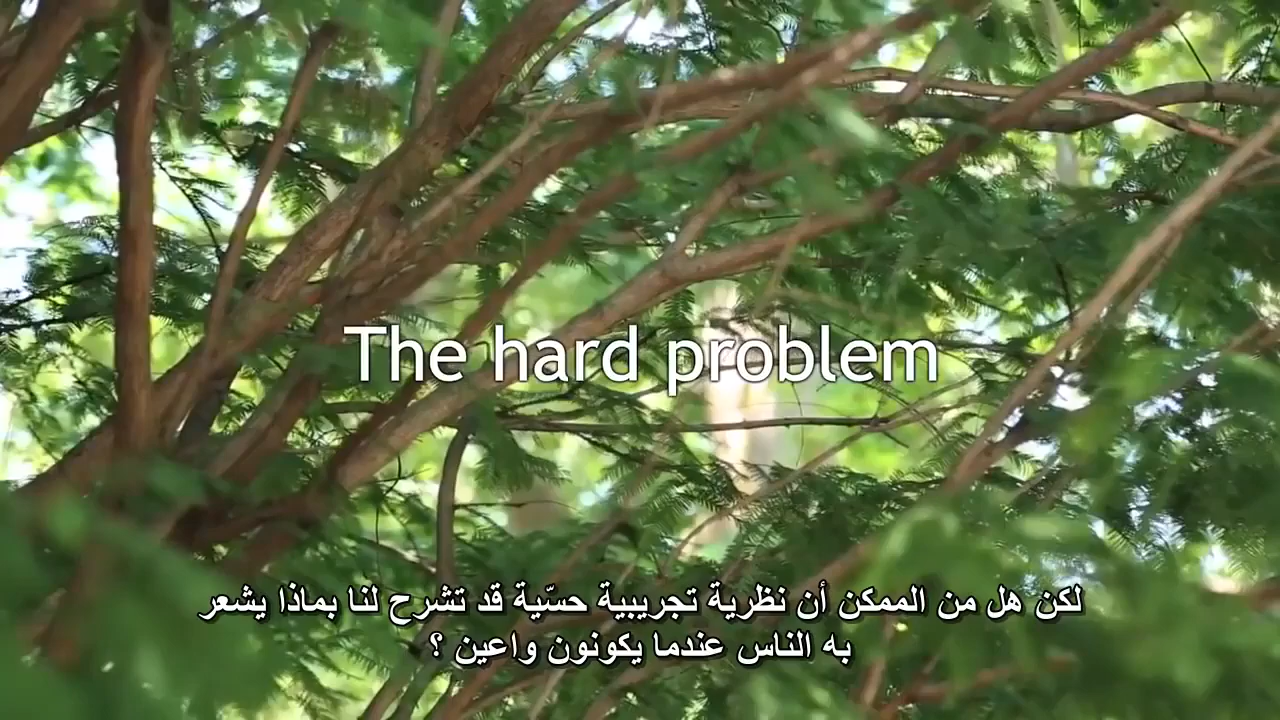 The hard problem
لكن هل من الممكن أن نظرية تجريبية حسّية قد تشرح لنا بماذا يشعر
به الناس عندما يكونون واعين ؟